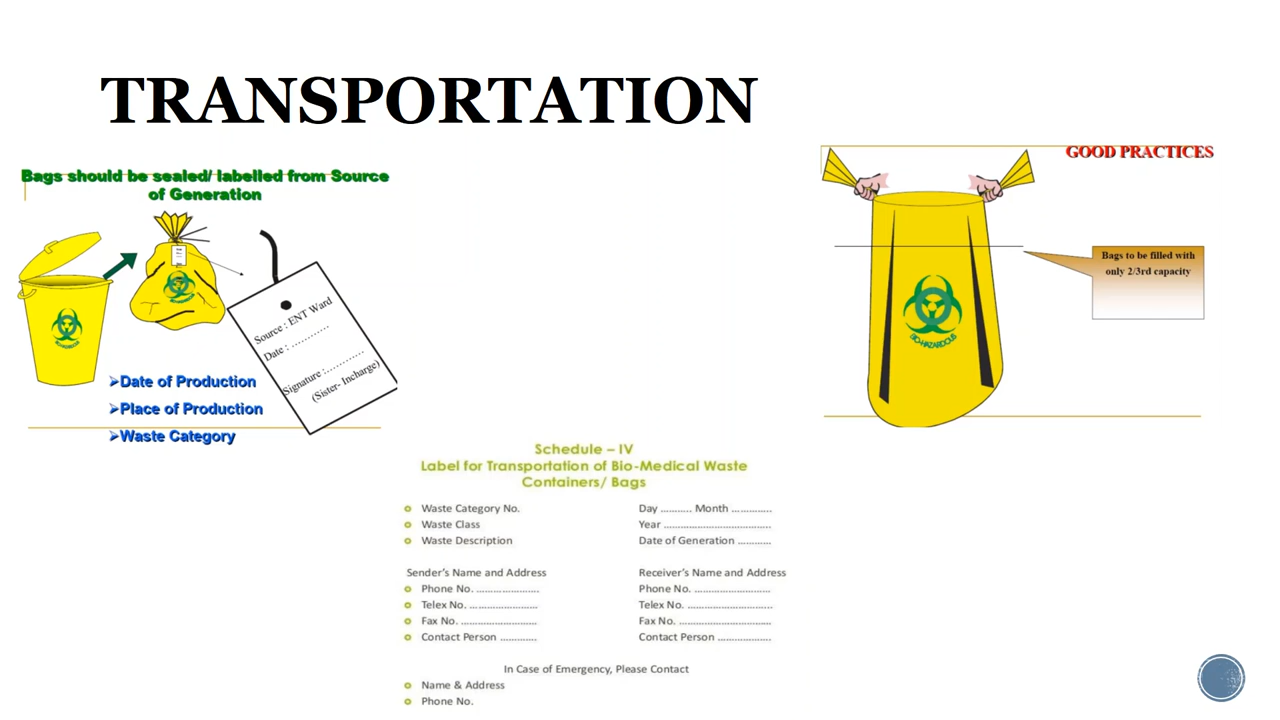 TRANSPORTATION
Bags should be sealed/ labelled from Source
of Generation
Source : ENT Ward
Date : ............
Signature :............
(Sister- Incharge)
BIO-HAZARDOUS
➢Date of Production
➢Place of Production
➢Waste Category
GOOD PRACTICES
Bags to be filled with
only 2/3rd capacity
BIO-HAZARDOUS
Schedule – IV
Label for Transportation of Bio-Medical Waste
Containers/ Bags
Waste Category No.
Waste Class
Waste Description
Day ........... Month ..............
Year .....................................
Date of Generation ............
Sender's Name and Address
Phone No. .....................
Telex No. .......................
Fax No. .........................
Contact Person .............
Receiver's Name and Address
Phone No. .........................
Telex No. ...........................
Fax No. ..............................
Contact Person ..................
In Case of Emergency, Please Contact
Name & Address
Phone No.